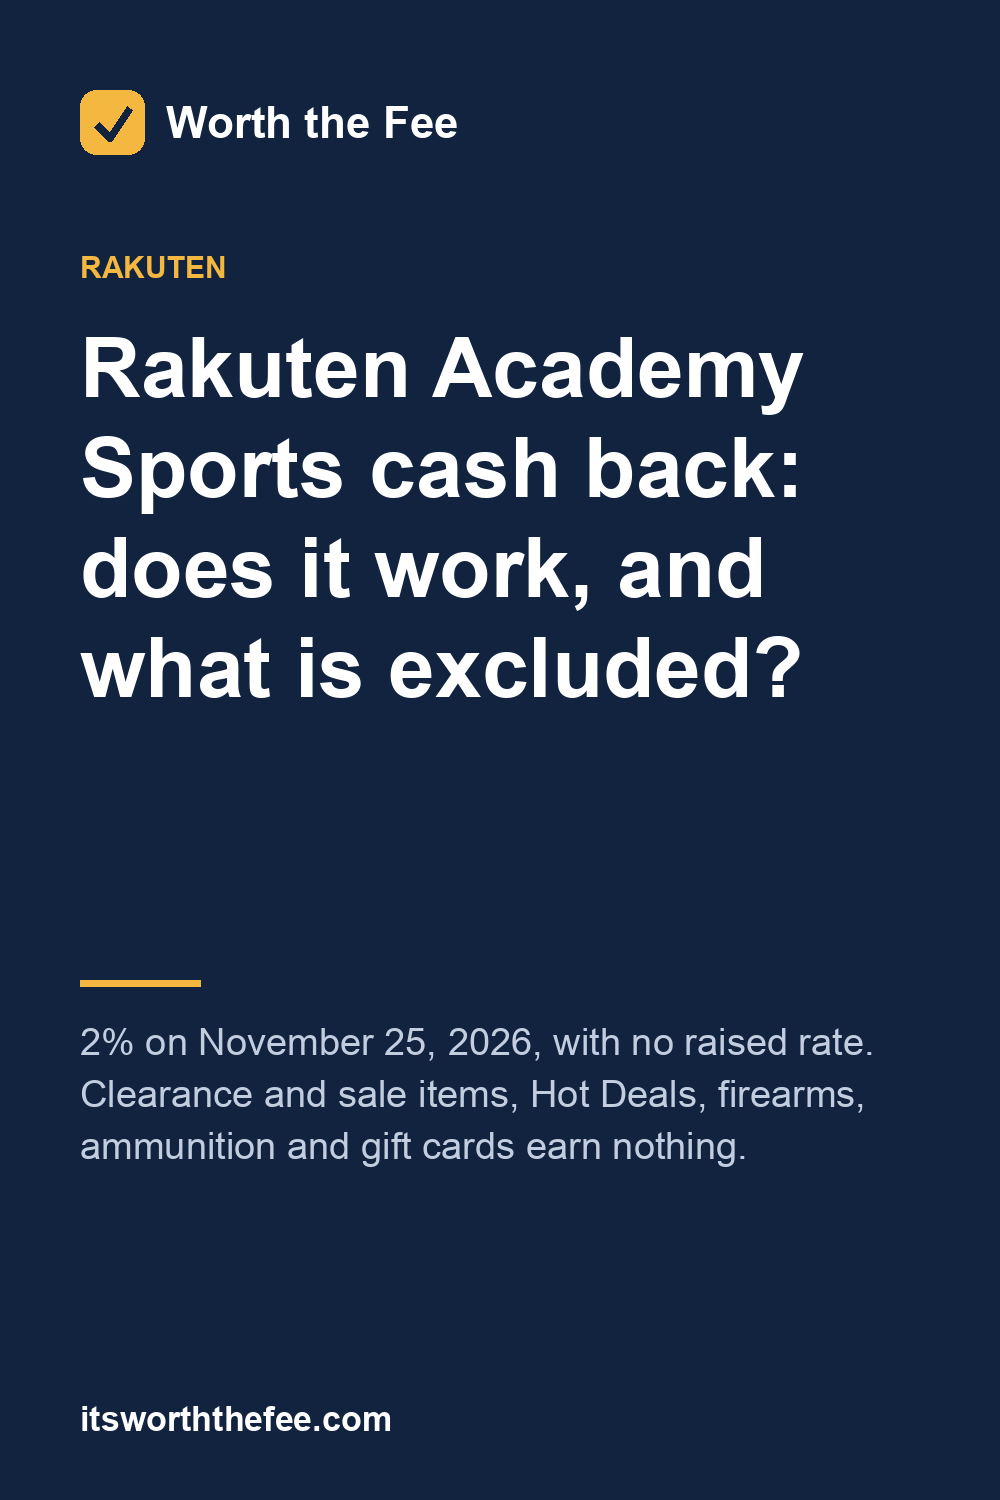 Worth the Fee
RAKUTEN
Rakuten Academy
Sports cash back:
does it work, and
what is excluded?
2% on November 25, 2026, with no raised rate.
Clearance and sale items, Hot Deals, firearms,
ammunition and gift cards earn nothing.
itsworththefee.com